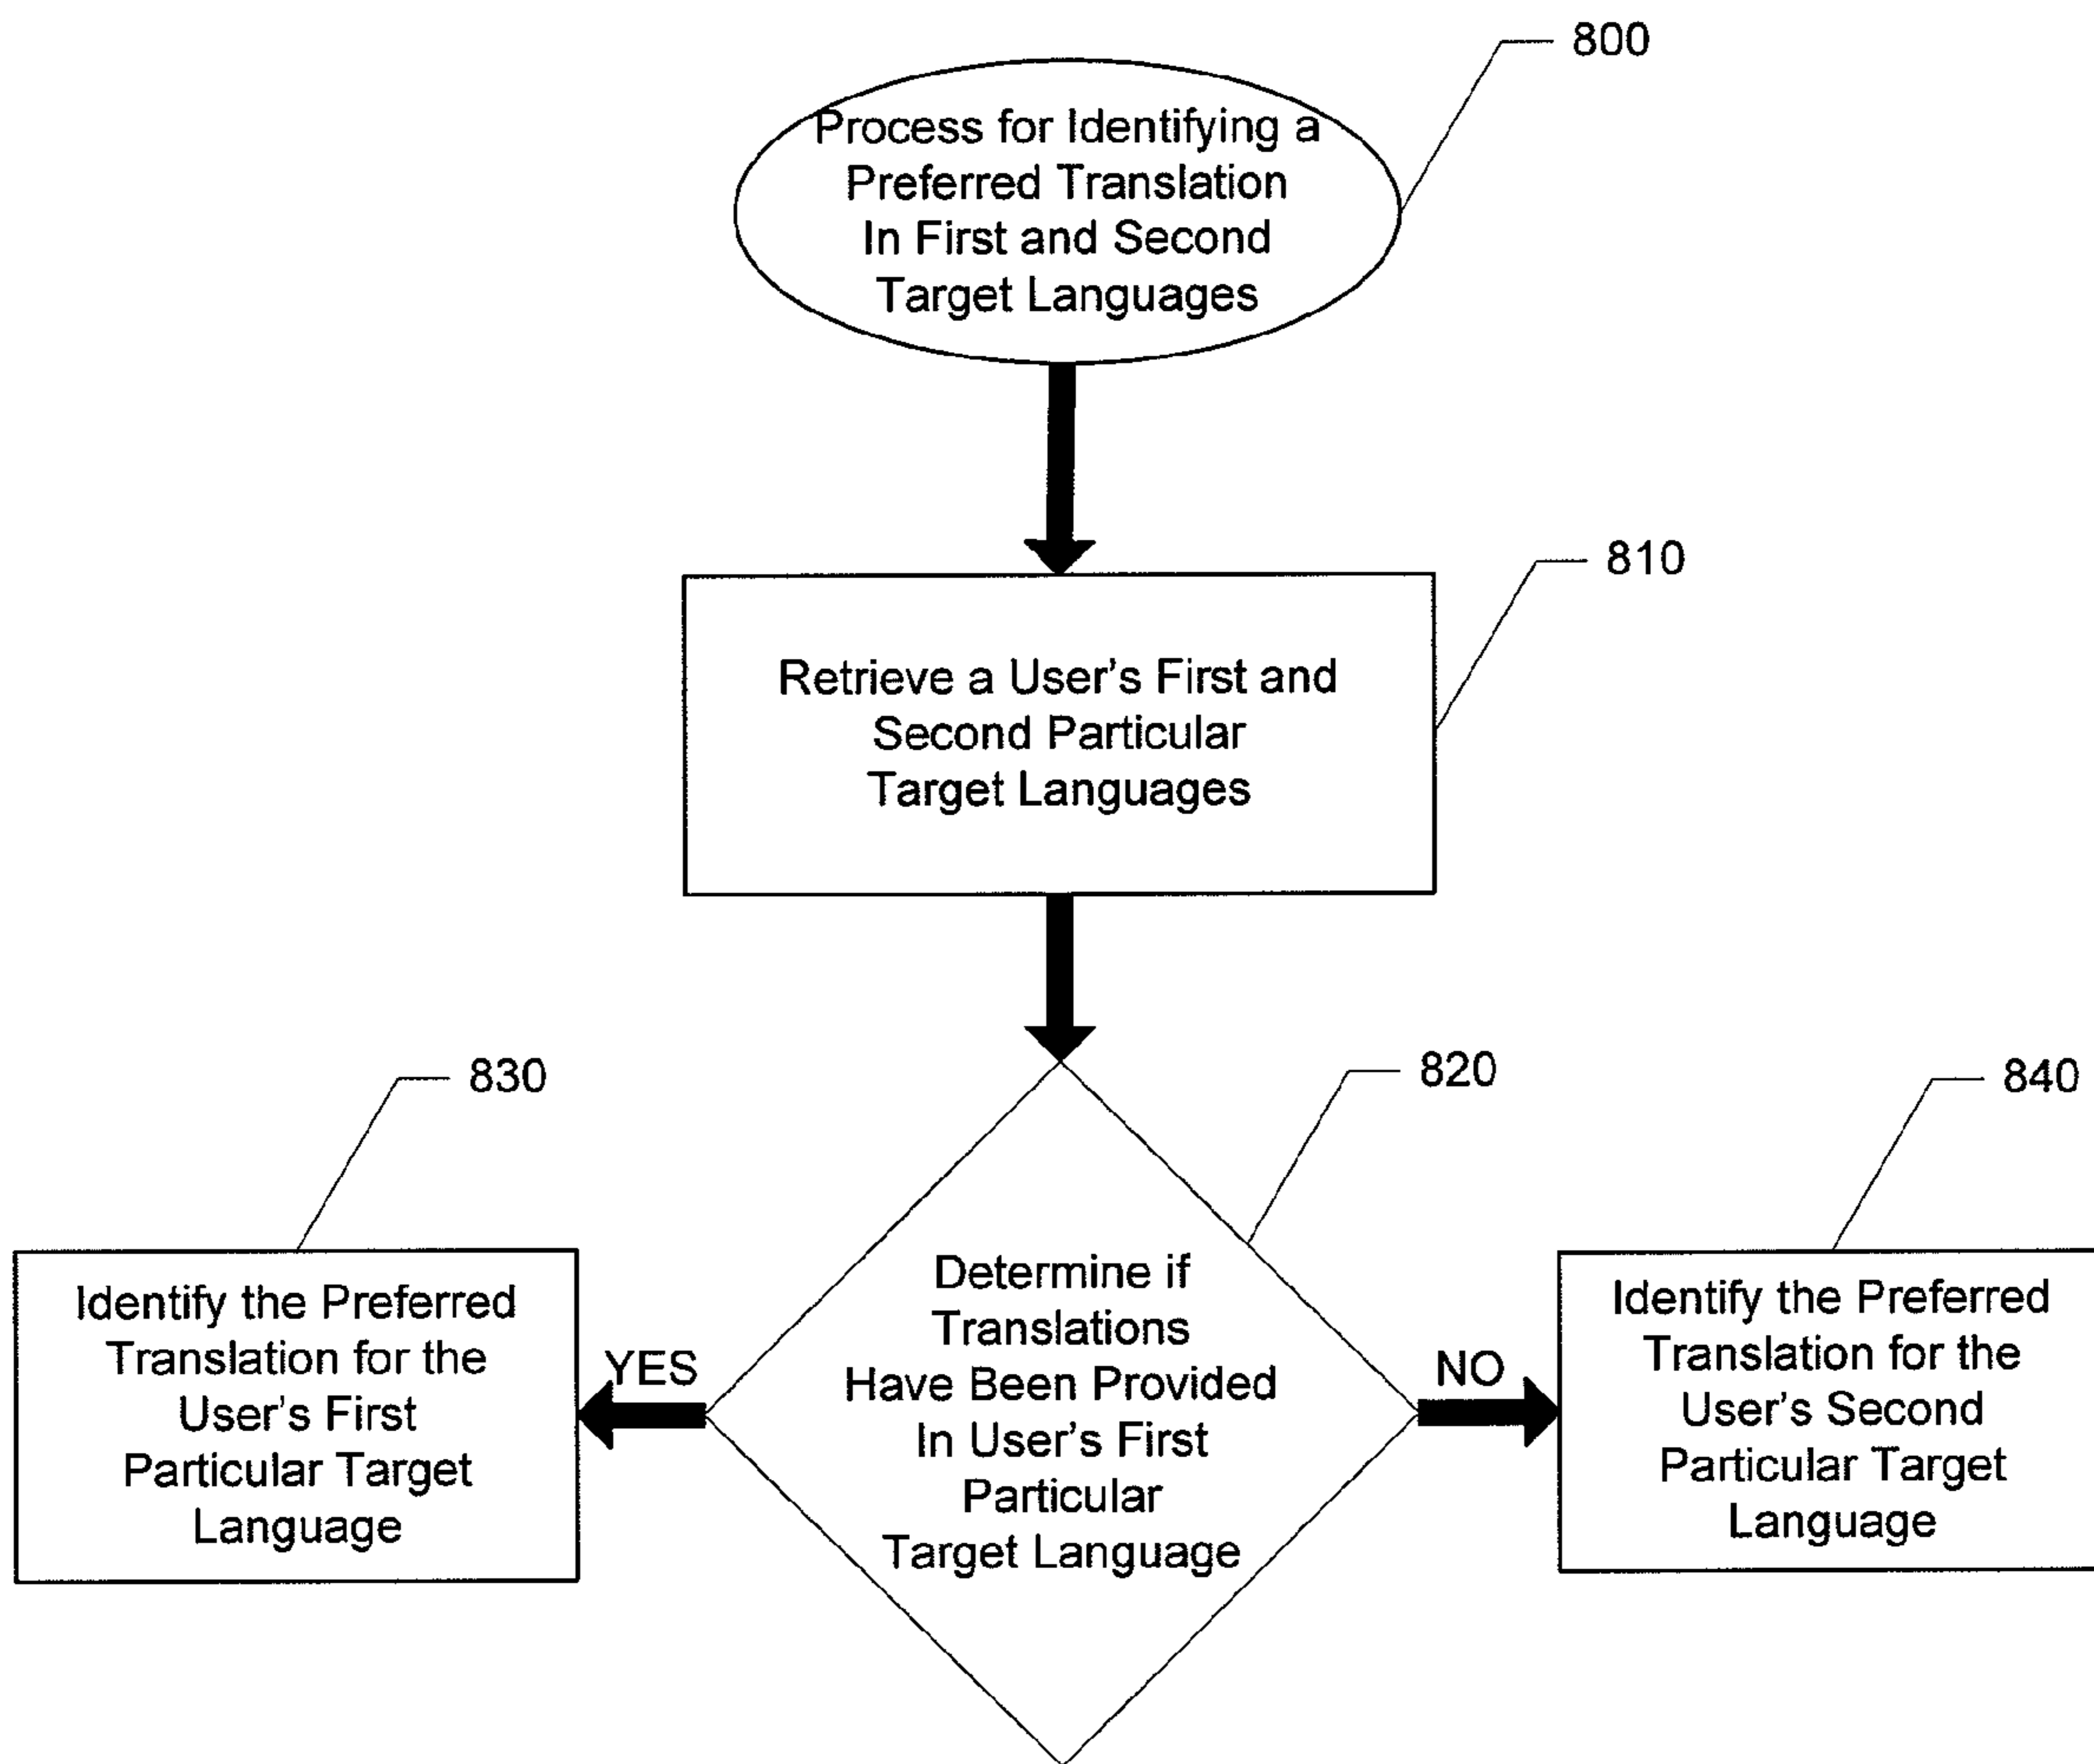 800
Process for Identifying a
Preferred Translation
In First and Second
Target Languages
810
Retrieve a User's First and
Second Particular
Target Languages
820
Determine if
Translations
Have Been Provided
In User's First
Particular
Target Language
YES
830
Identify the Preferred
Translation for the
User's First
Particular Target
Language
NO
840
Identify the Preferred
Translation for the
User's Second
Particular Target
Language